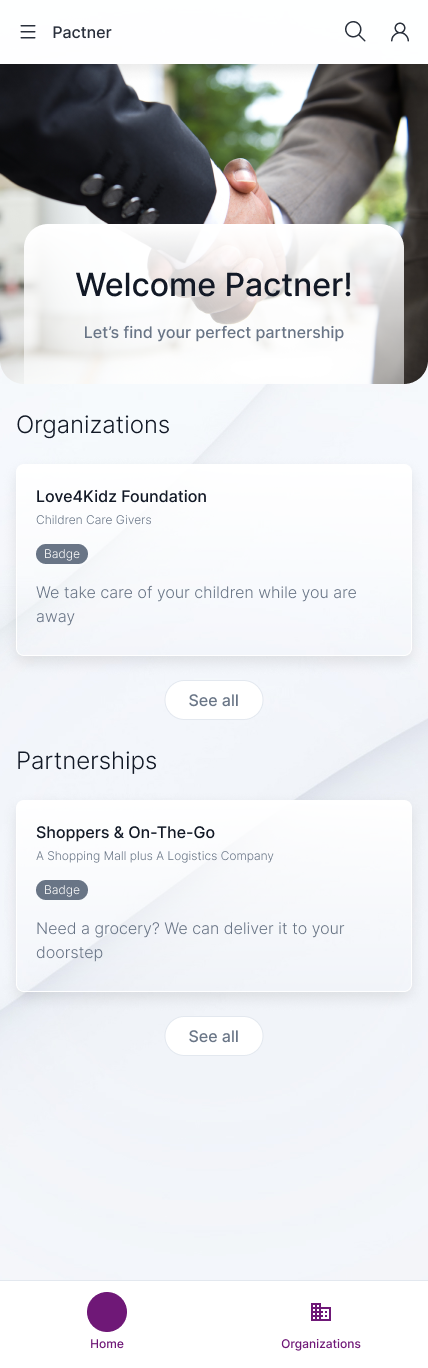 Pactner
Welcome Pactner!
Let's find your perfect partnership
Organizations
Love4Kidz Foundation
Children Care Givers
Badge
We take care of your children while you are
away
See all
Partnerships
Shoppers & On-The-Go
A Shopping Mall plus A Logistics Company
Badge
Need a grocery? We can deliver it to your
doorstep
See all
Home
Organizations